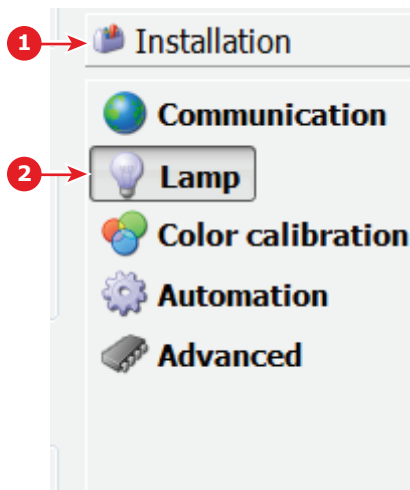 1 Installation
Communication
2 Lamp
Color calibration
Automation
Advanced